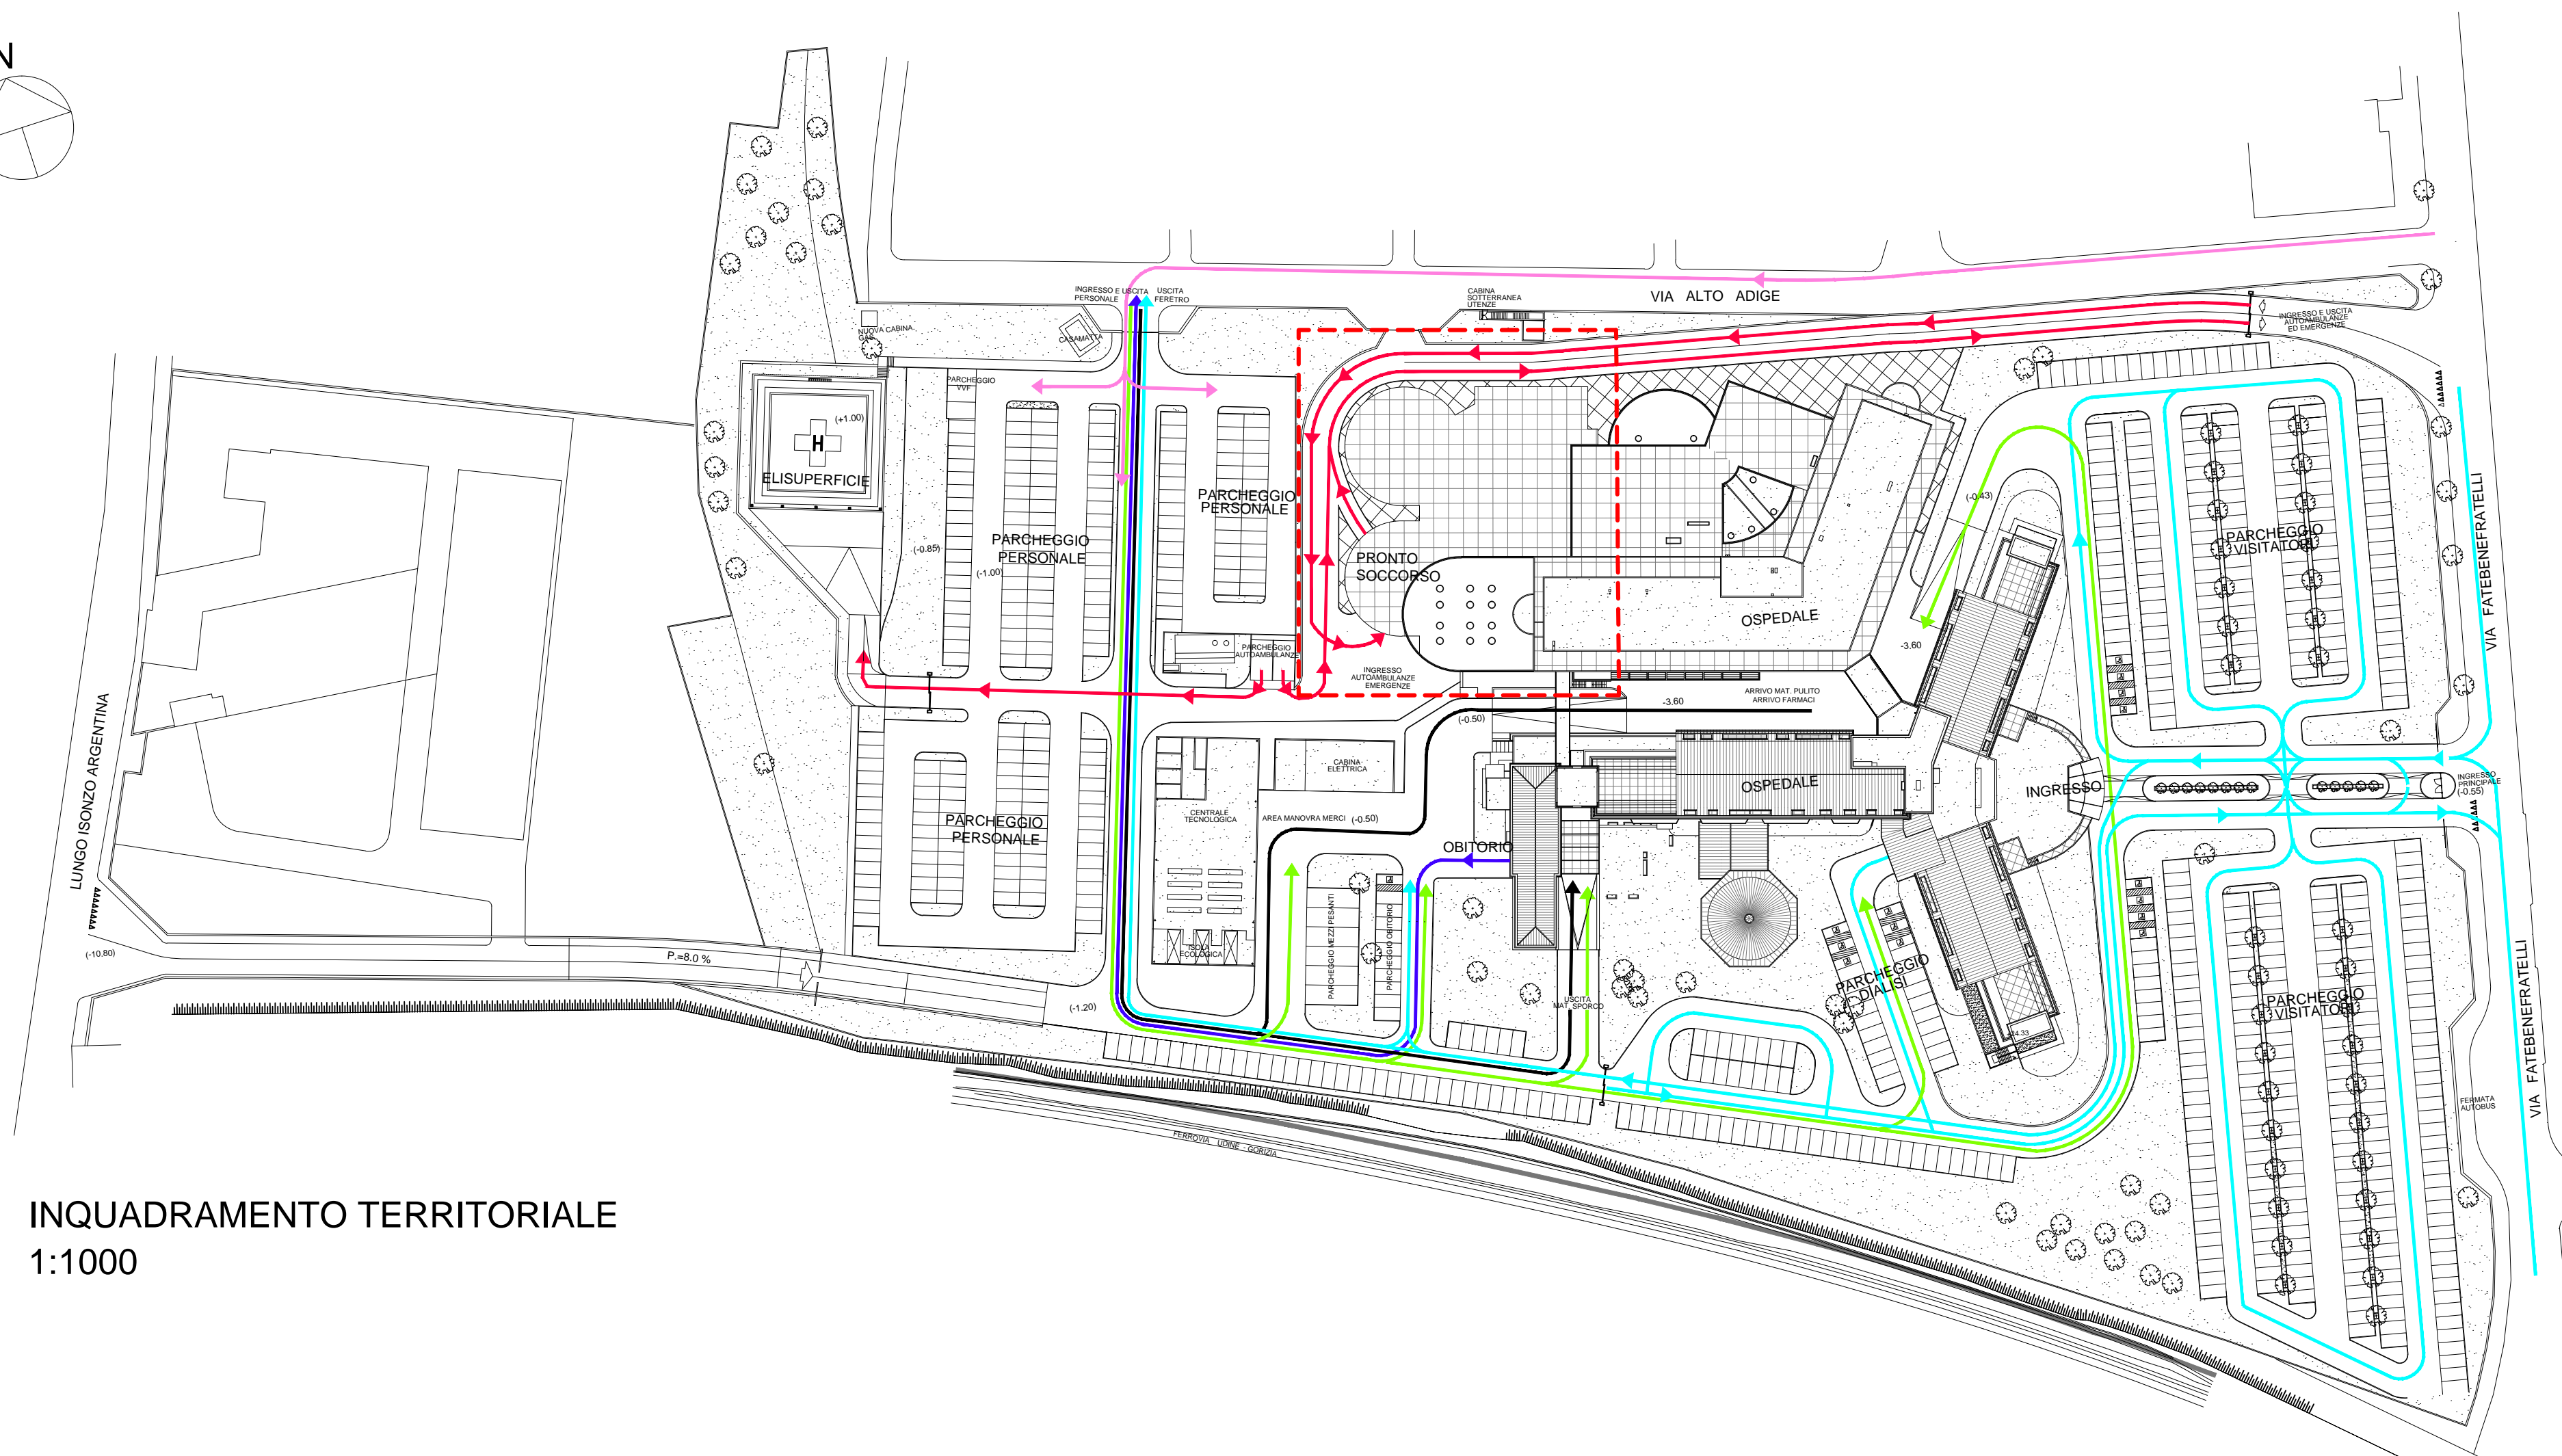 N
INGRESSO E USCITA
PERSONALE
USCITA
FERETRO
CABINA
SOTTERRANEA
UTENZE
VIA ALTO ADIGE
INGRESSO E USCITA
AUTOAMBULANZE
ED EMERGENZE
NUOVA CABINA
GAS
CASAMATTA
PARCHEGGIO
VVF
(+1.00)
H
ELISUPERFICIE
PARCHEGGIO
PERSONALE
PARCHEGGIO
PERSONALE
(-0.85)
(-1.00)
PRONTO
SOCCORSO
OSPEDALE
(-0.43)
-3.60
PARCHEGGIO
VISITATORI
VIA FATEBENEFRATELLI
PARCHEGGIO
AUTOAMBULANZE
INGRESSO
AUTOAMBULANZE
EMERGENZE
ARRIVO MAT. PULITO
ARRIVO FARMACI
-3.60
(-0.50)
CABINA
ELETTRICA
OSPEDALE
INGRESSO
INGRESSO
PRINCIPALE
(-0.55)
LUNGO ISONZO ARGENTINA
PARCHEGGIO
PERSONALE
CENTRALE
TECNOLOGICA
AREA MANOVRA MERCI (-0.50)
OBITORIO
PARCHEGGIO MEZZI PESANTI
PARCHEGGIO OBITORIO
ISOLA
ECOLOGICA
(-10.80)
P.=8.0 %
(-1.20)
USCITA
MAT. SPORCO
PARCHEGGIO
DIALISI
PARCHEGGIO
VISITATORI
VIA FATEBENEFRATELLI
FERMATA
AUTOBUS
FERROVIA UDINE - GORIZIA
INQUADRAMENTO TERRITORIALE
1:1000